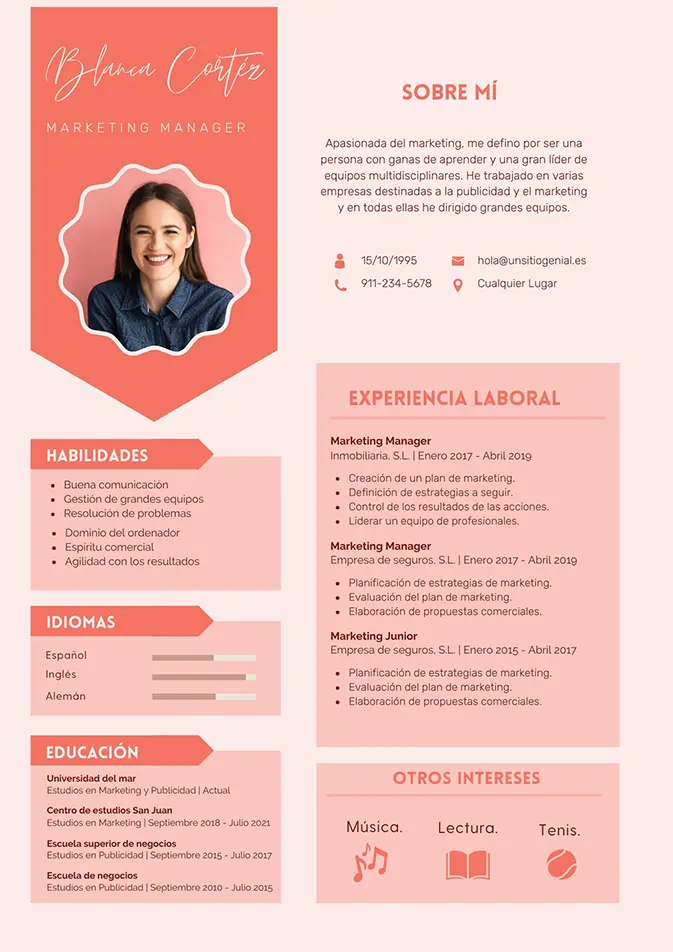 Blanca Cortéz
MARKETING MANAGER
SOBRE MÍ
Apasionada del marketing, me defino por ser una
persona con ganas de aprender y una gran líder de
equipos multidisciplinares. He trabajado en varias
empresas destinadas a la publicidad y el marketing
y en todas ellas he dirigido grandes equipos.
15/10/1995
hola@unsitiogenial.es
911-234-5678
Cualquier Lugar
HABILIDADES
• Buena comunicación
• Gestión de grandes equipos
• Resolución de problemas
• Dominio del ordenador
• Espíritu comercial
• Agilidad con los resultados
IDIOMAS
Español
Inglés
Alemán
EDUCACIÓN
Universidad del mar
Estudios en Marketing y Publicidad | Actual
Centro de estudios San Juan
Estudios en Marketing | Septiembre 2018 - Julio 2021
Escuela superior de negocios
Estudios en Publicidad | Septiembre 2015 - Julio 2017
Escuela de negocios
Estudios en Publicidad | Septiembre 2010 - Julio 2015
EXPERIENCIA LABORAL
Marketing Manager
Inmobiliaria, S.L. | Enero 2017 - Abril 2019
• Creación de un plan de marketing.
• Definición de estrategias a seguir.
• Control de los resultados de las acciones.
• Liderar un equipo de profesionales.
Marketing Manager
Empresa de seguros, S.L. | Enero 2017 - Abril 2019
• Planificación de estrategias de marketing.
• Evaluación del plan de marketing.
• Elaboración de propuestas comerciales.
Marketing Junior
Empresa de seguros, S.L. | Enero 2015 - Abril 2017
• Planificación de estrategias de marketing.
• Evaluación del plan de marketing.
• Elaboración de propuestas comerciales.
OTROS INTERESES
Música.
Lectura.
Tenis.